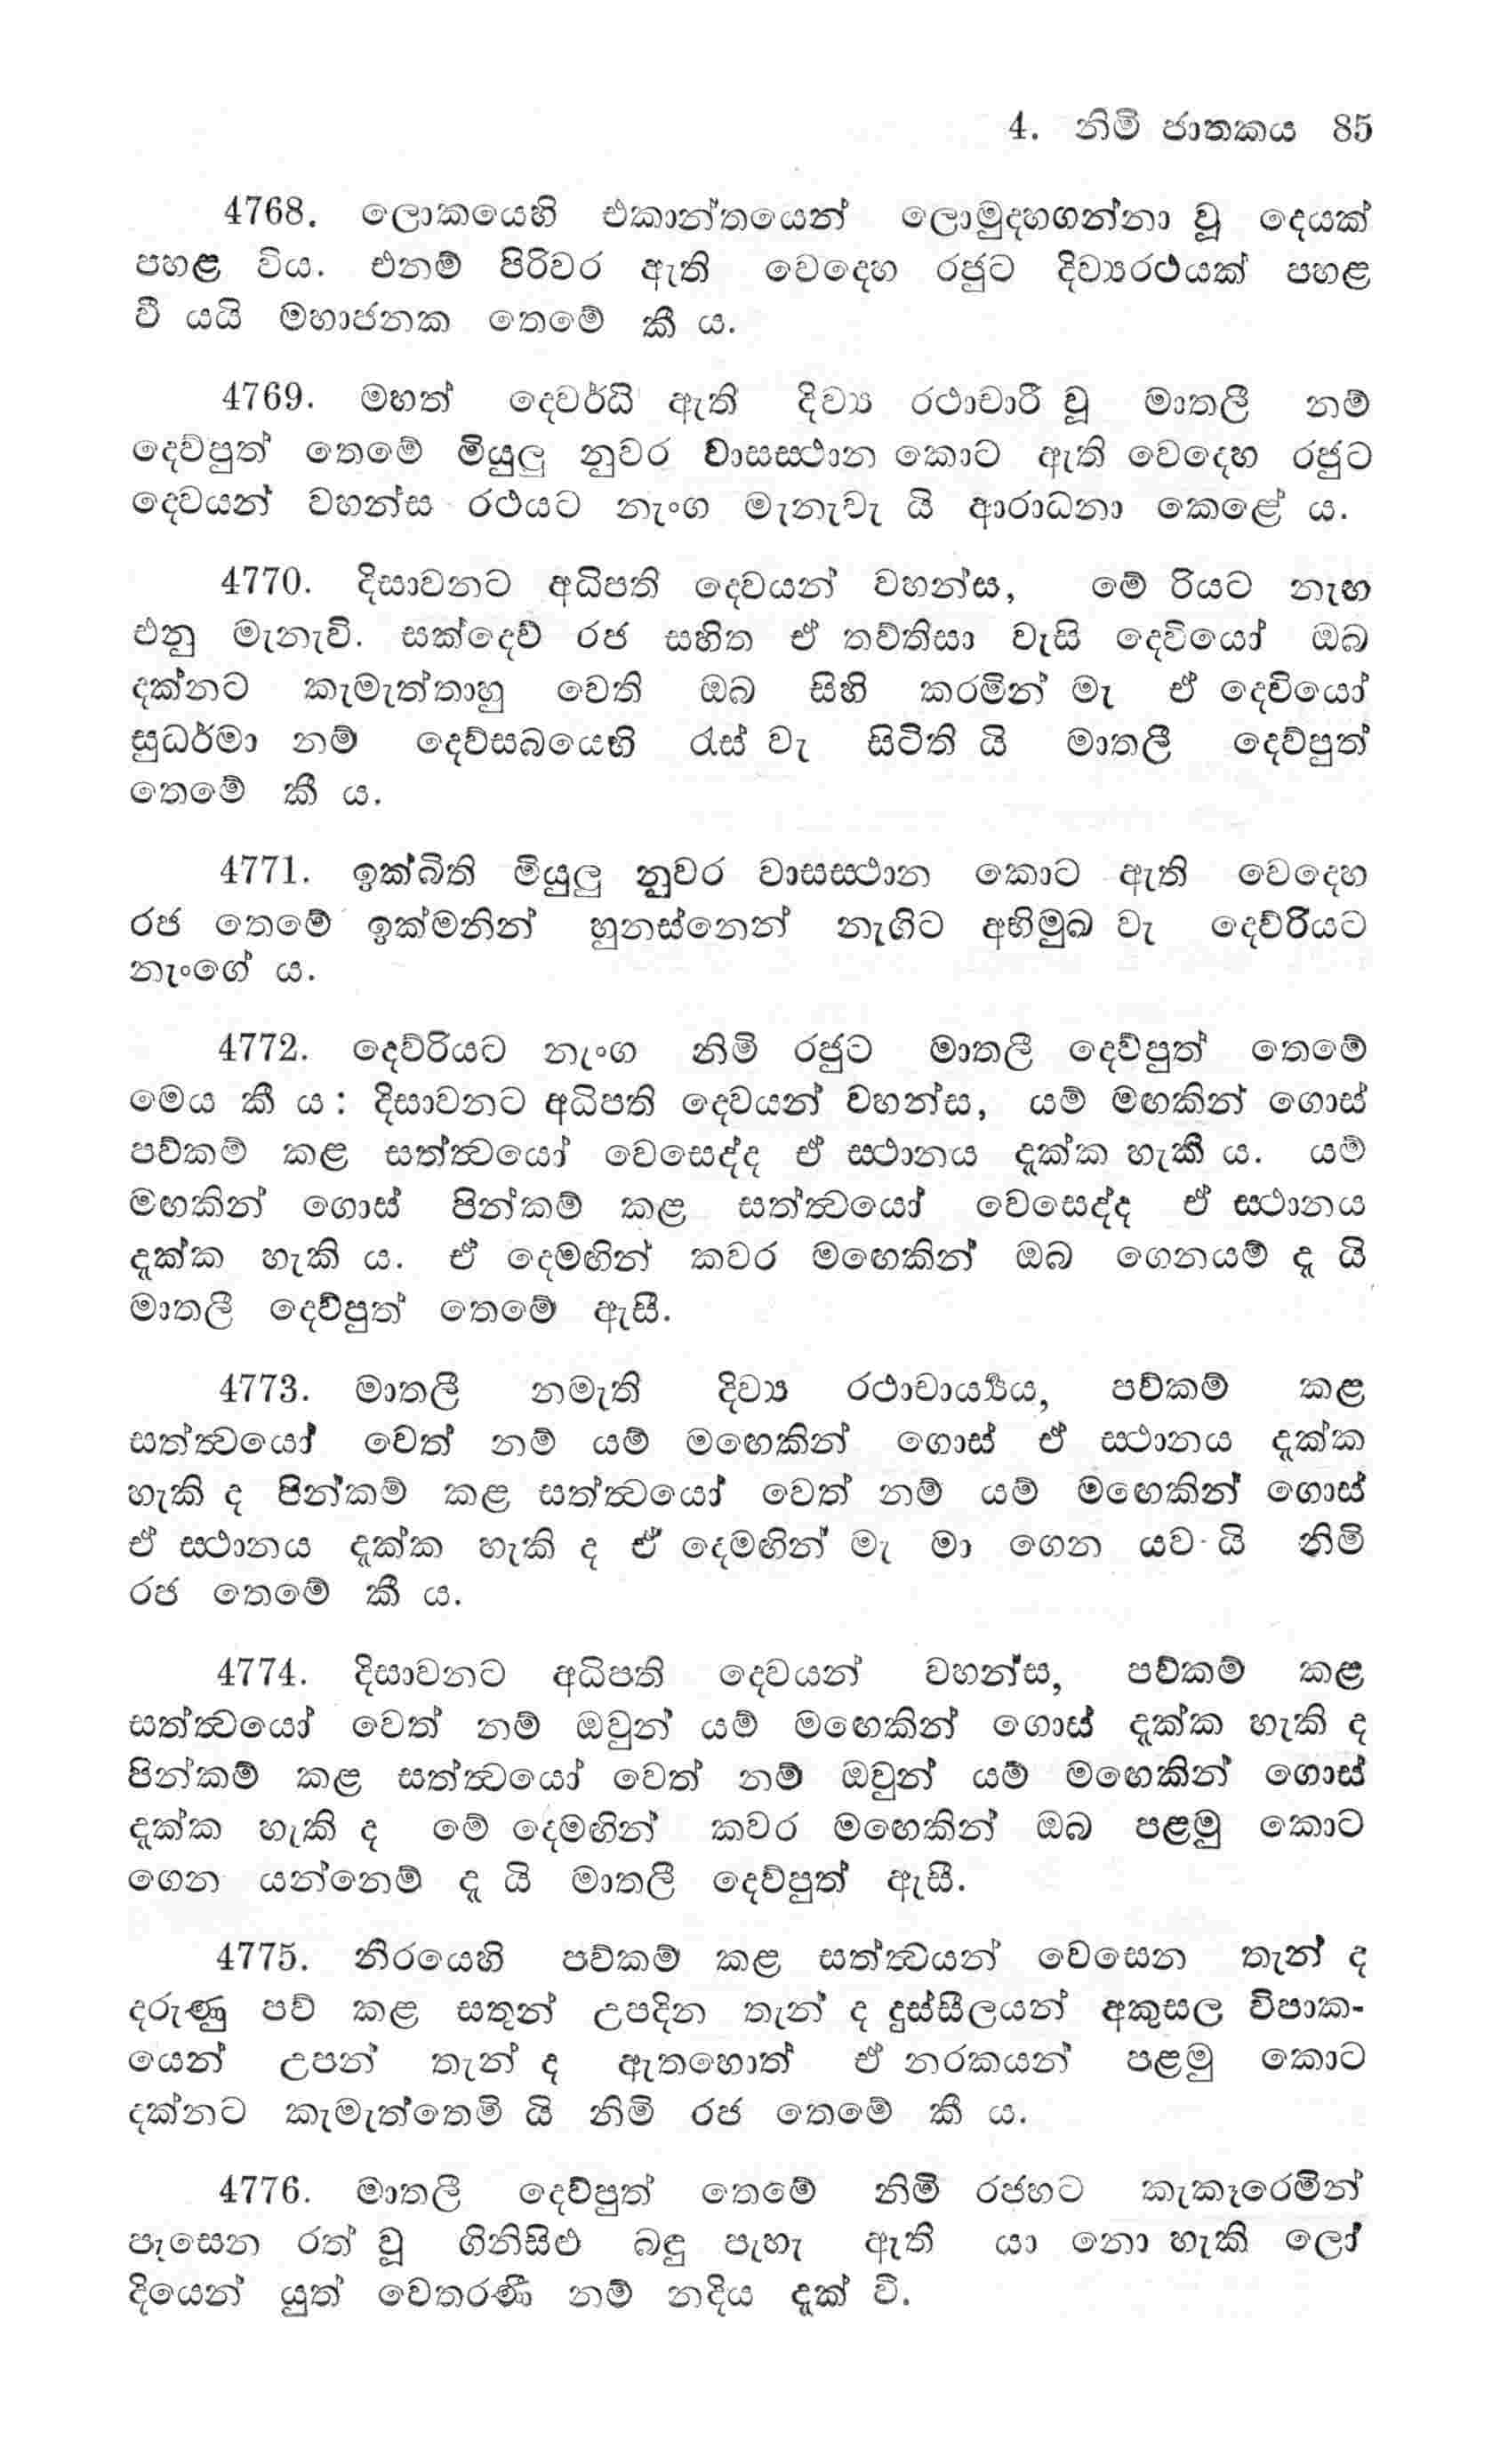 4. නිමි ජාතකය 85
4768. ලොකයෙහි එකාන්තයෙන් ලොමුදහගන්නා වූ දෙයක්
පහළ විය. එනම් පිරිවර ඇති වෙදෙහ රජුට දිව්‍යරථයක් පහළ
වී යයි මහාජනක තෙමේ කී ය.
4769. මහත් දෙවර්ධි ඇති දිව්‍ය රථාචාරී වූ මාතලී නම්
දෙව්පුත් තෙමේ මියුලු නුවර වාසස්ථාන කොට ඇති වෙදෙහ රජුට
දෙවයන් වහන්ස රථයට නැංග මැනැවැ යි ආරාධනා කෙළේ ය.
4770. දිසාවනට අධිපති දෙවයන් වහන්ස, මේ රියට නැඟ
එනු මැනැවි. සක්දෙව් රජ සහිත ඒ තව්තිසා වැසි දෙවියෝ ඔබ
දක්නට කැමැත්තාහු වෙති ඔබ සිහි කරමින් මැ ඒ දෙවියෝ
සුධර්මා නම් දෙව්සබයෙහි රැස් වැ සිටිති යි මාතලී දෙව්පුත්
තෙමේ කී ය.
4771. ඉක්බිති මියුලු නුවර වාසස්ථාන කොට ඇති වෙදෙහ
රජ තෙමේ ඉක්මනින් හුනස්නෙන් නැගිට අභිමුඛ වැ දෙව්රියට
නැංගේ ය.
4772. දෙව්රියට නැංග නිමි රජුට මාතලී දෙව්පුත් තෙමේ
මෙය කී ය: දිසාවනට අධිපති දෙවයන් වහන්ස, යම් මඟකින් ගොස්
පව්කම් කළ සත්ත්‍වයෝ වෙසෙද්ද ඒ ස්ථානය දැක්ක හැකී ය. යම්
මඟකින් ගොස් පින්කම් කළ සත්ත්‍වයෝ වෙසෙද්ද ඒ ස්ථානය
දැක්ක හැකි ය. ඒ දෙමඟින් කවර මඟෙකින් ඔබ ගෙනයම් දැ යි
මාතලී දෙව්පුත් තෙමේ ඇසී.
4773. මාතලී නමැති දිව්‍ය රථාචාර්‍ය්‍යය, පව්කම් කළ
සත්ත්‍වයෝ වෙත් නම් යම් මඟෙකින් ගොස් ඒ ස්ථානය දැක්ක
හැකි ද පින්කම් කළ සත්ත්‍වයෝ වෙත් නම් යම් මඟෙකින් ගොස්
ඒ ස්ථානය දැක්ක හැකි ද ඒ දෙමඟින් මැ මා ගෙන යව යි නිමි
රජ තෙමේ කී ය.
4774. දිසාවනට අධිපති දෙවයන් වහන්ස, පව්කම් කළ
සත්ත්‍වයෝ වෙත් නම් ඔවුන් යම් මඟෙකින් ගොස් දැක්ක හැකි ද
පින්කම් කළ සත්ත්‍වයෝ වෙත් නම් ඔවුන් යම් මඟෙකින් ගොස්
දැක්ක හැකි ද මේ දෙමඟින් කවර මඟෙකින් ඔබ පළමු කොට
ගෙන යන්නෙම් දැ යි මාතලී දෙව්පුත් ඇසී.
4775. නිරයෙහි පව්කම් කළ සත්ත්‍වයන් වෙසෙන තැන් ද
දරුණු පව් කළ සතුන් උපදින තැන් ද දුස්සීලයන් අකුසල විපාක-
යෙන් උපන් තැන් ද ඇතහොත් ඒ නරකයන් පළමු කොට
දක්නට කැමැත්තෙමි යි නිමි රජ තෙමේ කී ය.
4776. මාතලී දෙව්පුත් තෙමේ නිමි රජහට කැකෑරෙමින්
පෑසෙන රත් වූ ගිනිසිළු බඳු පැහැ ඇති යා නො හැකි ලෝ
දියෙන් යුත් වෙතරණී නම් නදිය දැක් වී.